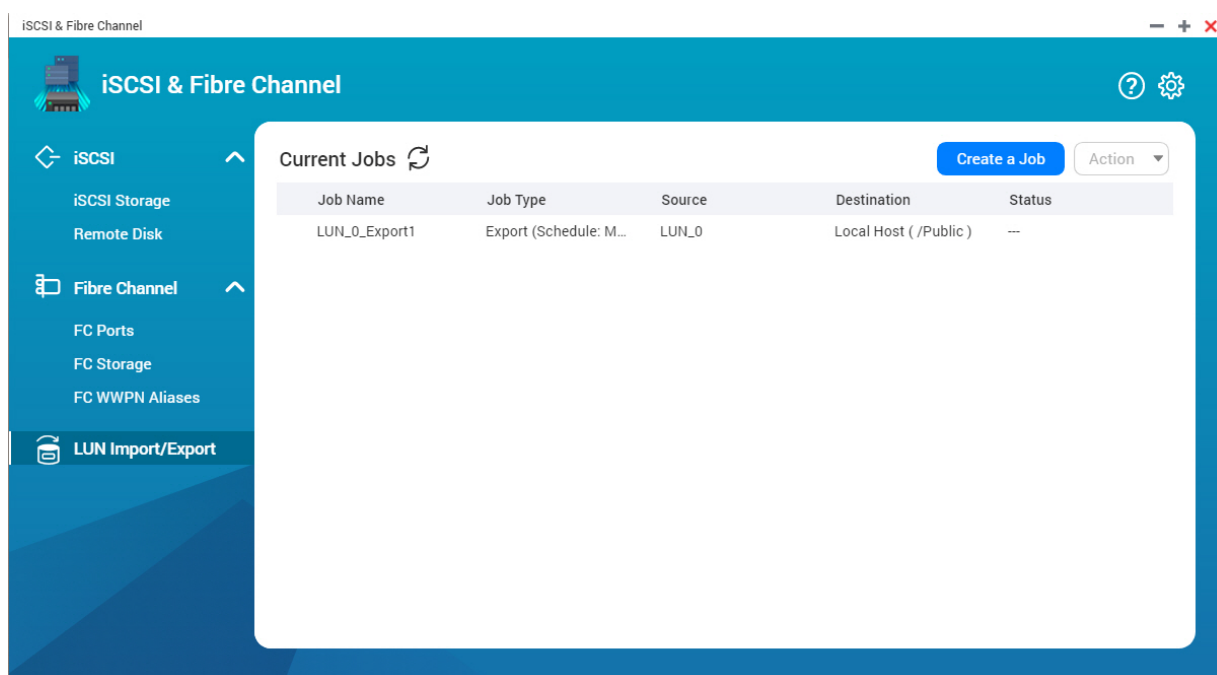 iSCSI & Fibre Channel
iSCSI & Fibre Channel
iSCSI
iSCSI Storage
Remote Disk
Fibre Channel
FC Ports
FC Storage
FC WWPN Aliases
LUN Import/Export
Current Jobs
Create a Job
Action
Job Name Job Type Source Destination Status
LUN_0_Export1 Export (Schedule: M... LUN_0 Local Host ( /Public ) ---